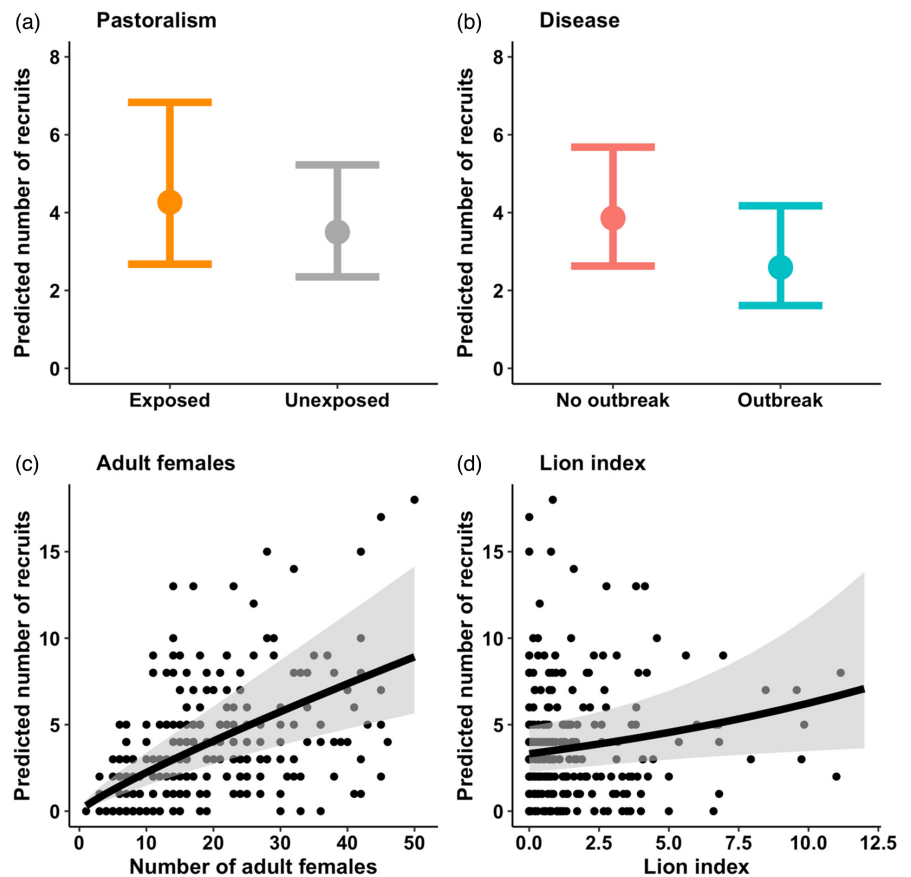 (a) Pastoralism
Predicted number of recruits
8
6
4
2
0
Exposed Unexposed
(b) Disease
Predicted number of recruits
8
6
4
2
0
No outbreak Outbreak
(c) Adult females
Predicted number of recruits
15
10
5
0
0 10 20 30 40 50
Number of adult females
(d) Lion index
Predicted number of recruits
15
10
5
0
0.0 2.5 5.0 7.5 10.0 12.5
Lion index